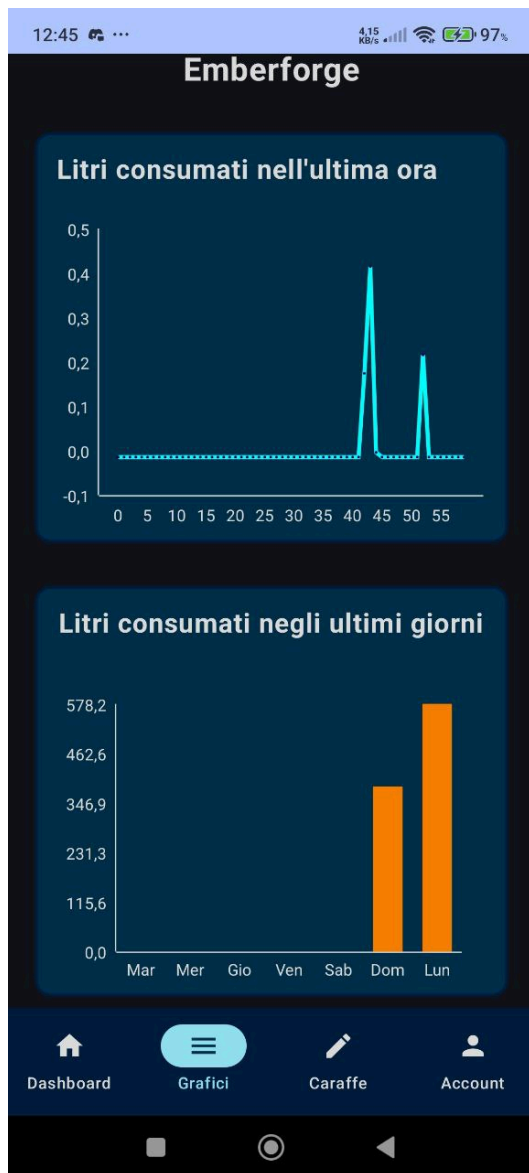 12:45 ... 4,15 KB/s 97%
Emberforge
Litri consumati nell'ultima ora
0,5
0,4
0,3
0,2
0,1
0,0
-0,1
0 5 10 15 20 25 30 35 40 45 50 55
Litri consumati negli ultimi giorni
578,2
462,6
346,9
231,3
115,6
0,0
Mar Mer Gio Ven Sab Dom Lun
Dashboard Grafici Caraffe Account